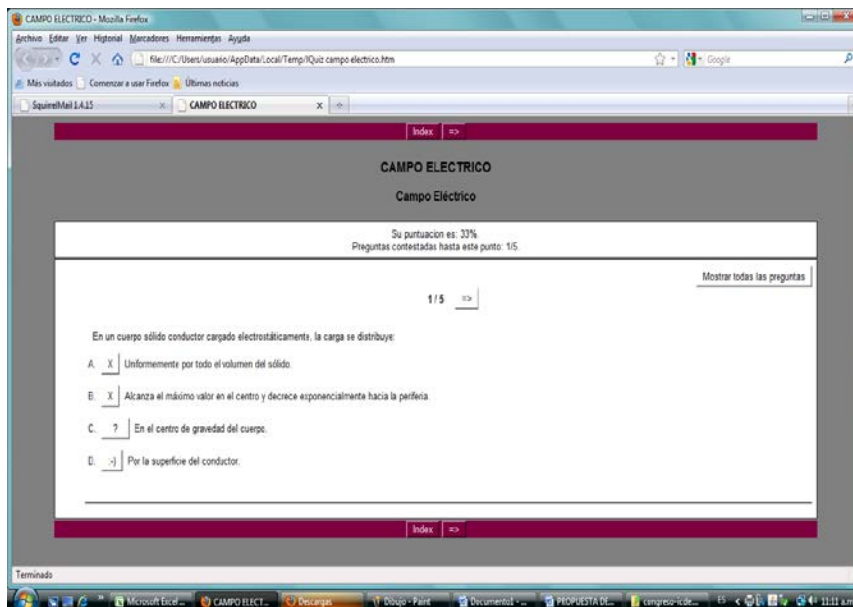 CAMPO ELECTRICO - Mozilla Firefox
Archivo Editar Ver Historial Marcadores Herramientas Ayuda
file:///C:/Users/usuario/AppData/Local/Temp/IQuiz campo electrico.htm
Google
Más visitados Comenzar a usar Firefox Últimas noticias
SquirrelMail 1.4.15 x CAMPO ELECTRICO x
Index =>
CAMPO ELECTRICO
Campo Eléctrico
Su puntuacion es: 33%
Preguntas contestadas hasta este punto: 1/5.
Mostrar todas las preguntas
1 / 5 =>
En un cuerpo sólido conductor cargado electrostáticamente, la carga se distribuye:
A. X Uniformemente por todo el volumen del sólido.
B. X Alcanza el máximo valor en el centro y decrece exponencialmente hacia la periferia.
C. ? En el centro de gravedad del cuerpo.
D. :-) Por la superficie del conductor.
Index =>
Terminado
Microsoft Excel ... CAMPO ELECT... Descargas Dibujo - Paint Documento1 - ... PROPUESTA DE... congreso-icde... ES 11:11 a.m.